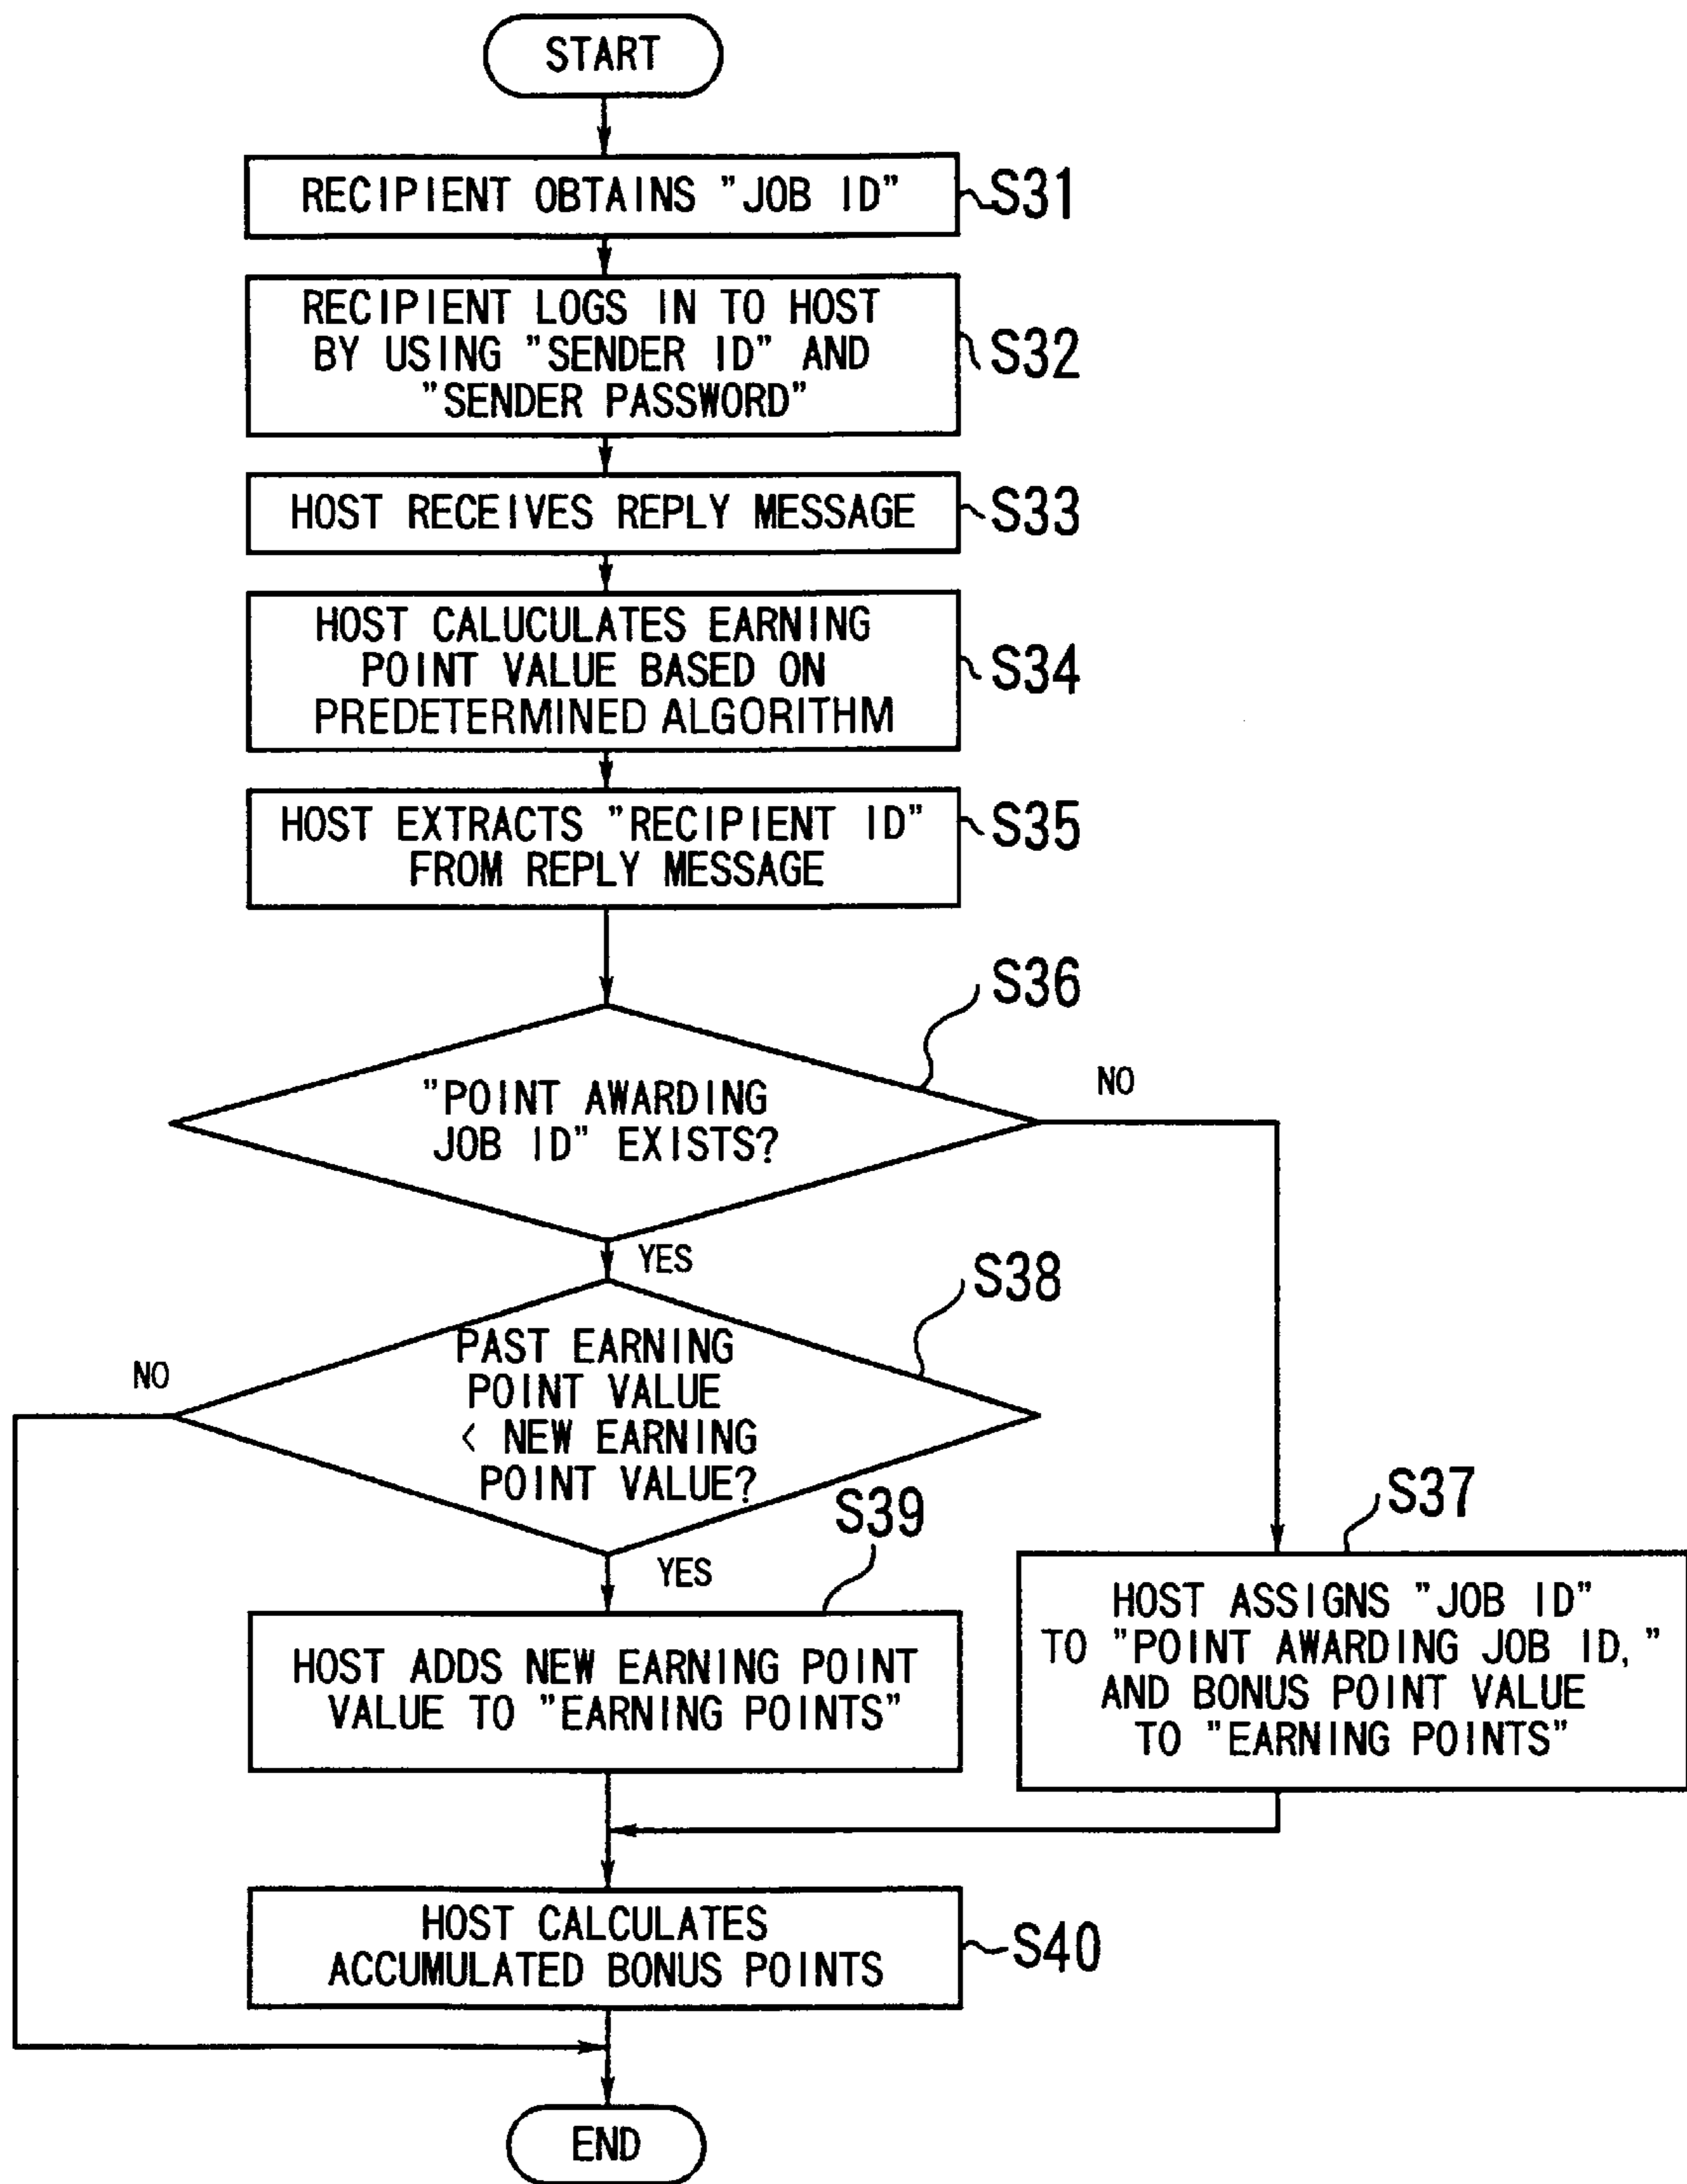 START
RECIPIENT OBTAINS "JOB ID"
S31
RECIPIENT LOGS IN TO HOST
BY USING "SENDER ID" AND
"SENDER PASSWORD"
S32
HOST RECEIVES REPLY MESSAGE
S33
HOST CALUCULATES EARNING
POINT VALUE BASED ON
PREDETERMINED ALGORITHM
S34
HOST EXTRACTS "RECIPIENT ID"
FROM REPLY MESSAGE
S35
S36
"POINT AWARDING
JOB ID" EXISTS?
NO
YES
S38
PAST EARNING
POINT VALUE
< NEW EARNING
POINT VALUE?
NO
YES
S39
HOST ADDS NEW EARNING POINT
VALUE TO "EARNING POINTS"
S37
HOST ASSIGNS "JOB ID"
TO "POINT AWARDING JOB ID,"
AND BONUS POINT VALUE
TO "EARNING POINTS"
HOST CALCULATES
ACCUMULATED BONUS POINTS
S40
END